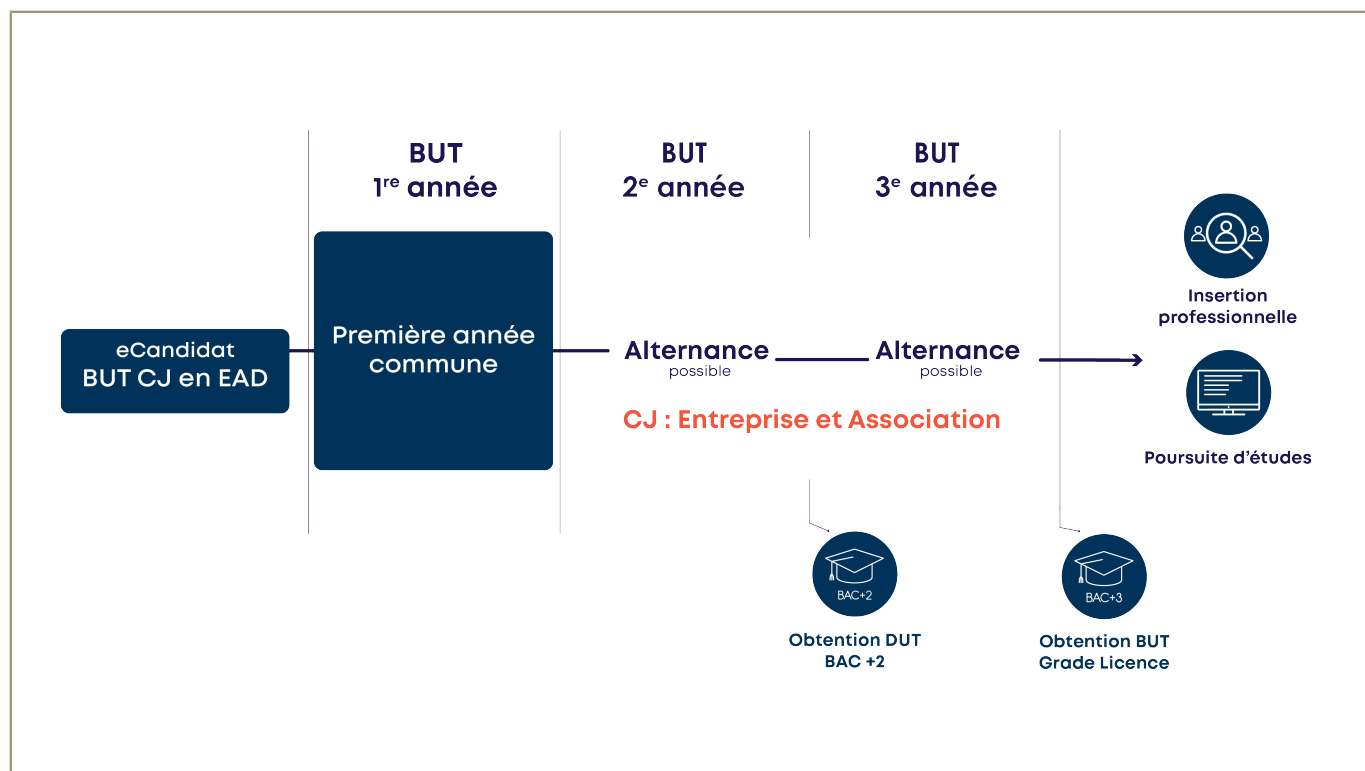 BUT
1re année
BUT
2e année
BUT
3e année
eCandidat
BUT CJ en EAD
Première année
commune
Alternance
possible
Alternance
possible
CJ : Entreprise et Association
Insertion
professionnelle
Poursuite d'études
BAC+2
Obtention DUT
BAC +2
BAC+3
Obtention BUT
Grade Licence